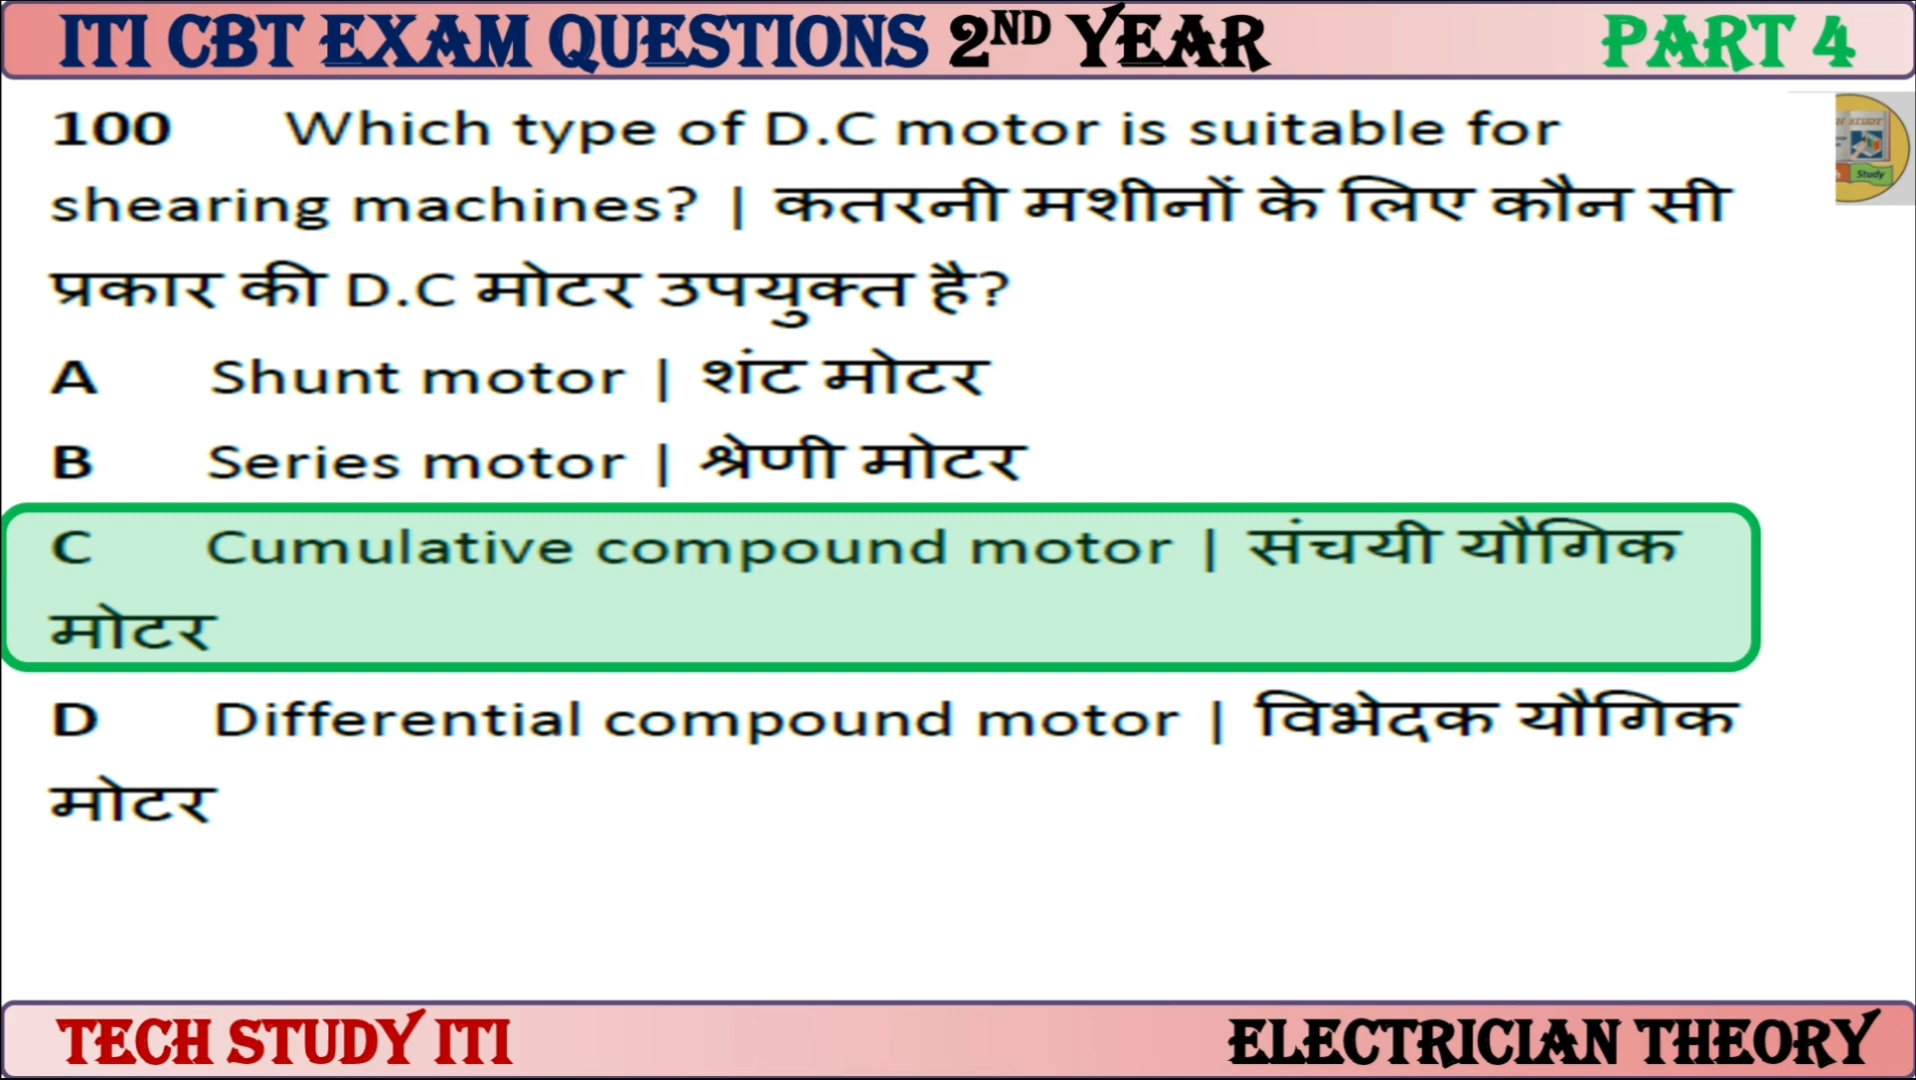 ITI CBT EXAM QUESTIONS 2ND YEAR PART 4
100 Which type of D.C motor is suitable for
shearing machines? | कतरनी मशीनों के लिए कौन सी
प्रकार की D.C मोटर उपयुक्त है?
A Shunt motor | शंट मोटर
B Series motor | श्रेणी मोटर
C Cumulative compound motor | संचयी यौगिक
मोटर
D Differential compound motor | विभेदक यौगिक
मोटर
Study
TECH STUDY ITI ELECTRICIAN THEORY